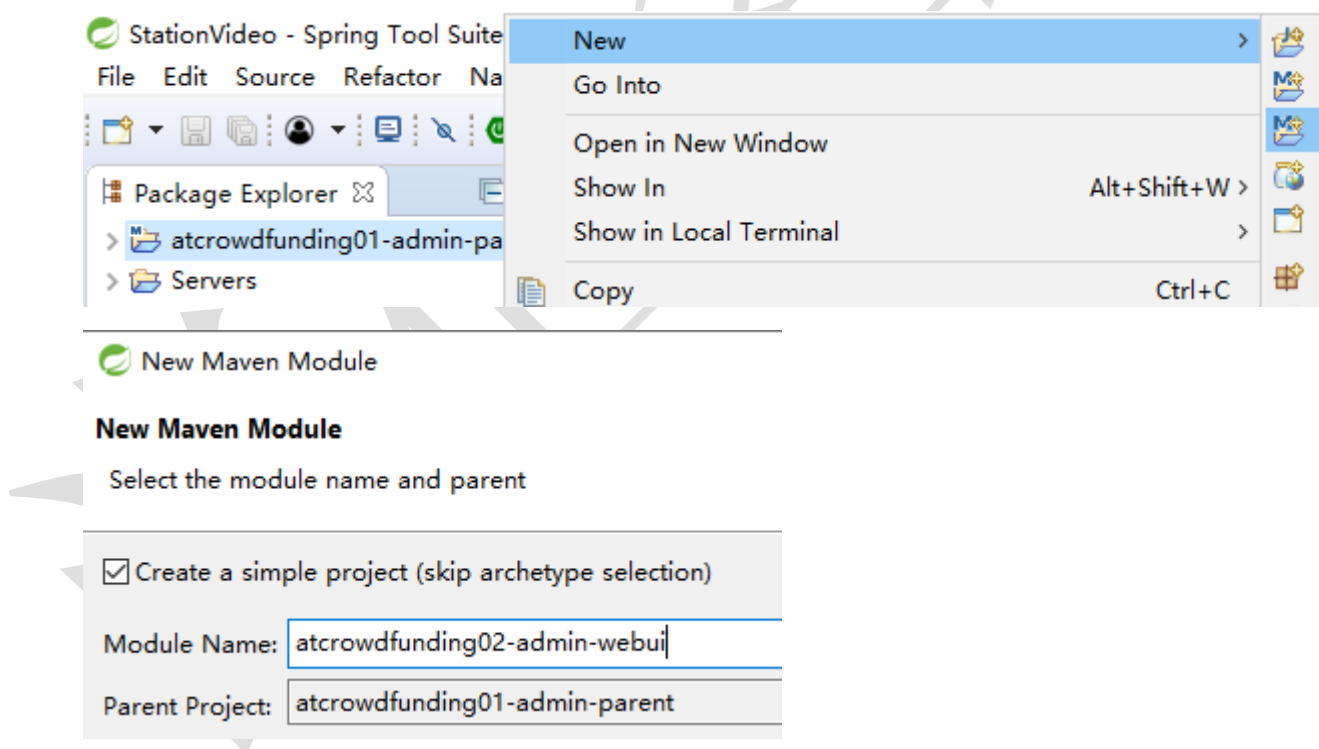 StationVideo - Spring Tool Suite
File Edit Source Refactor Na
Package Explorer
atcrowdfunding01-admin-pa
Servers
New
Go Into
Open in New Window
Show In Alt+Shift+W
Show in Local Terminal
Copy Ctrl+C
New Maven Module
New Maven Module
Select the module name and parent
Create a simple project (skip archetype selection)
Module Name: atcrowdfunding02-admin-webui
Parent Project: atcrowdfunding01-admin-parent